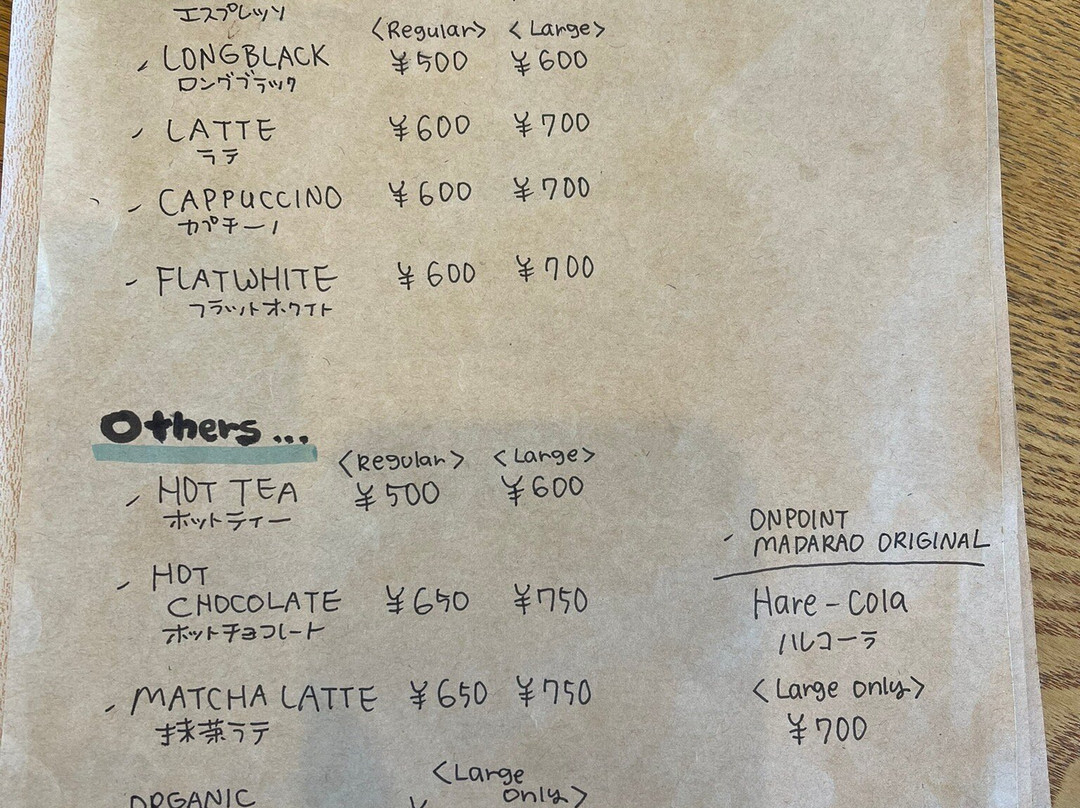 エスプレッソ
<Regular> <Large>
LONGBLACK ¥500 ¥600
ロングブラック
LATTE ¥600 ¥700
ラテ
CAPPUCCINO ¥600 ¥700
カプチーノ
FLATWHITE ¥600 ¥700
フラットホワイト
Others...
<Regular> <Large>
HOT TEA ¥500 ¥600
ホットティー
HOT
CHOCOLATE ¥650 ¥750
ホットチョコレート
MATCHA LATTE ¥650 ¥750
抹茶ラテ
<Large
Only>
ORGANIC
ONPOINT
MADARAO ORIGINAL
Hare-Cola
ハレコーラ
<Large only>
¥700